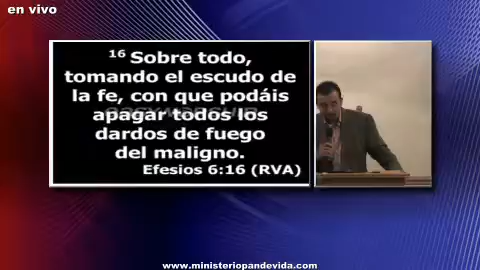 en vivo
16 Sobre todo,
tomando el escudo de
la fe, con que podáis
apagar todos los
dardos de fuego
del maligno.
Efesios 6:16 (RVA)
www.ministeriopandevida.com